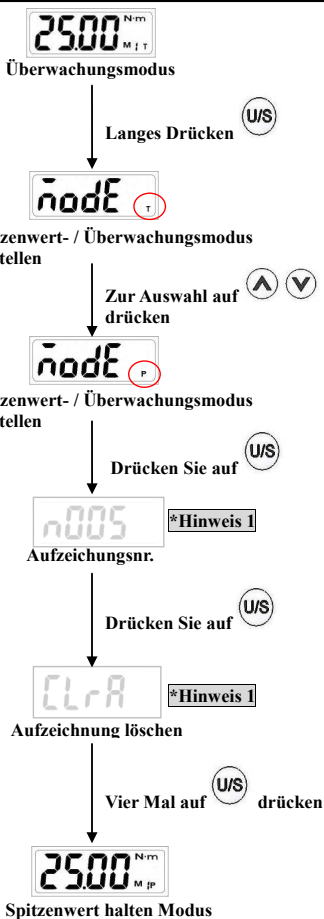 25.00 N·m
M T
Überwachungsmodus
Langes Drücken U/S
modE T
zenwert- / Überwachungsmodus
tellen
Zur Auswahl auf
drücken
modE P
zenwert- / Überwachungsmodus
tellen
Drücken Sie auf U/S
n005 *Hinweis 1
Aufzeichungsnr.
Drücken Sie auf U/S
CLrA *Hinweis 1
Aufzeichnung löschen
Vier Mal auf U/S drücken
25.00 N·m
M P
Spitzenwert halten Modus